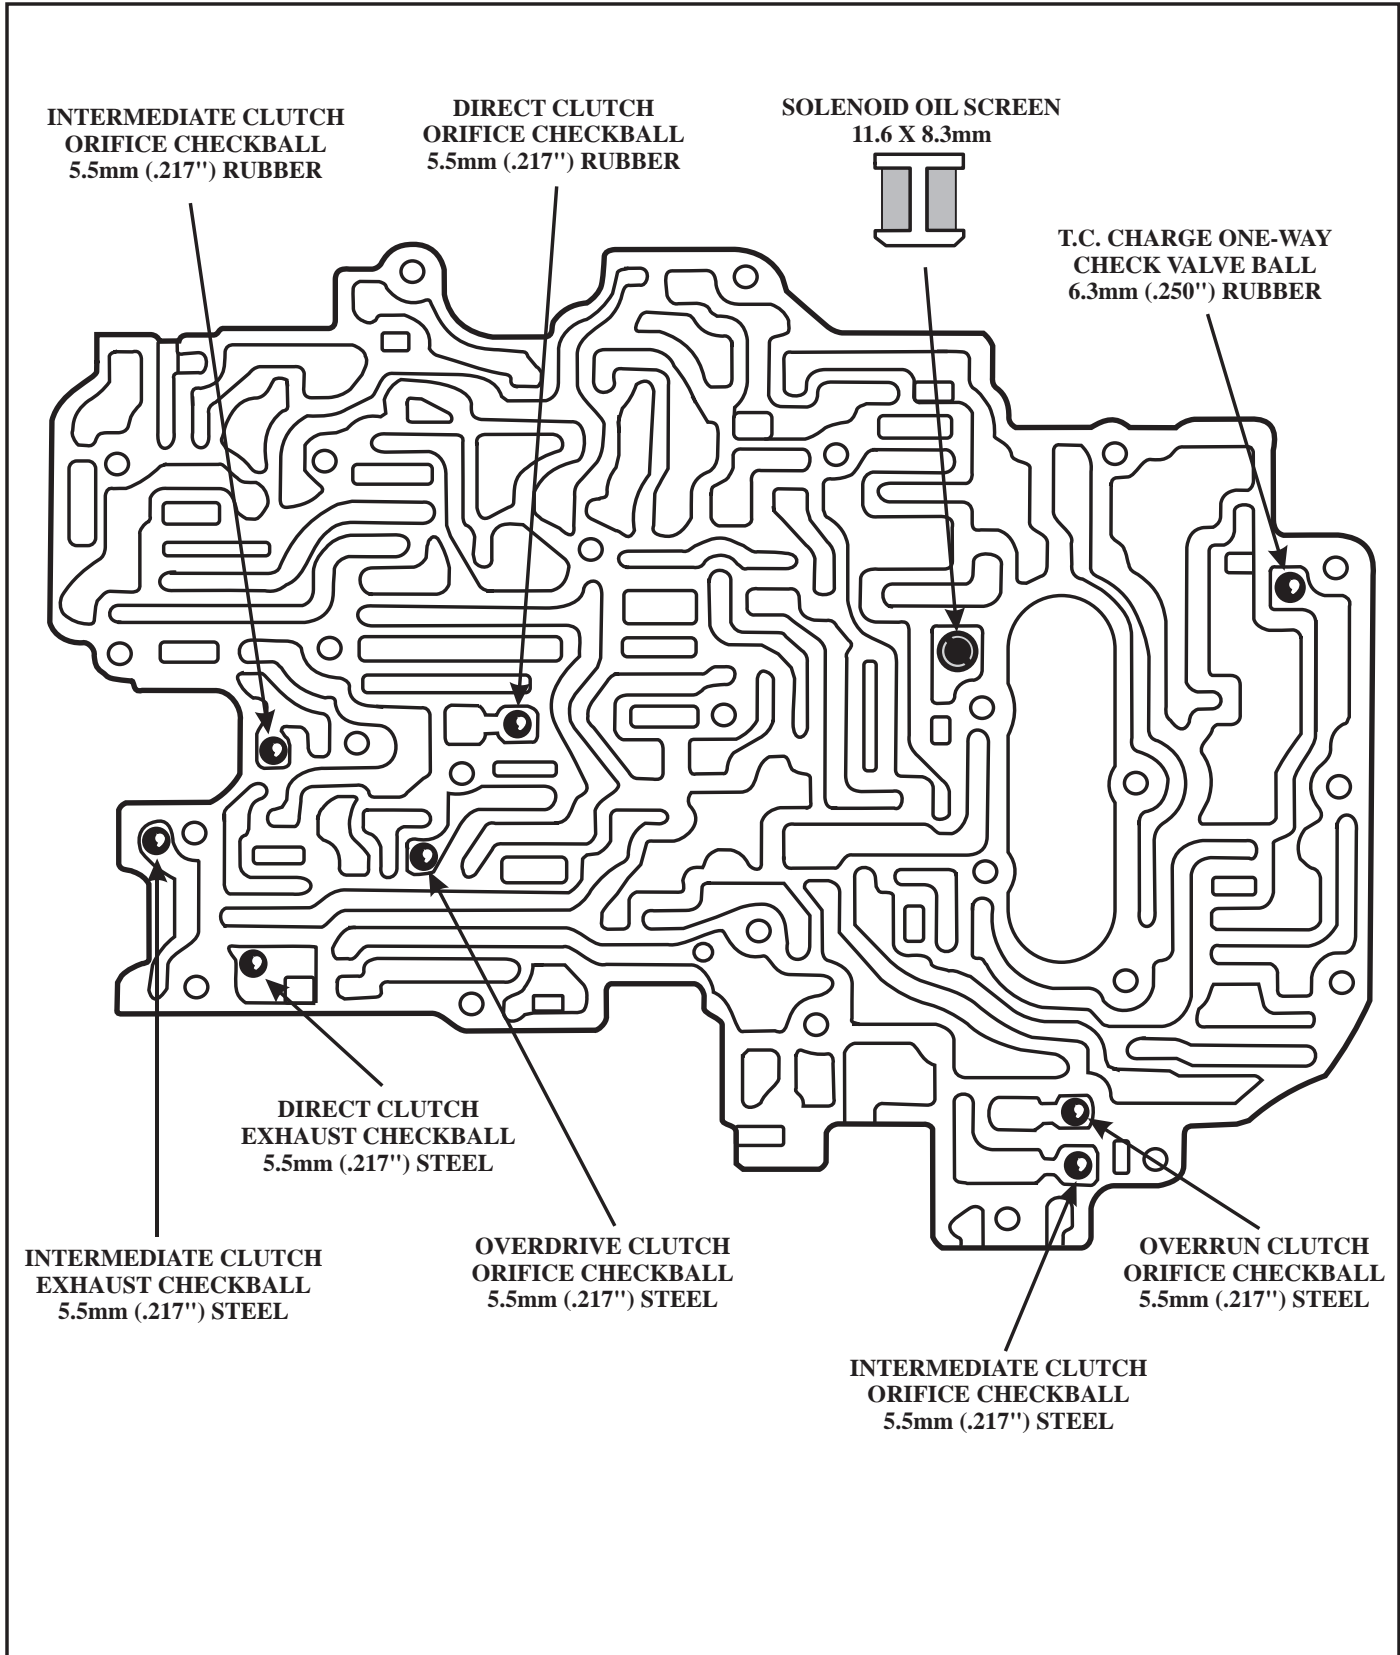 INTERMEDIATE CLUTCH
ORIFICE CHECKBALL
5.5mm (.217") RUBBER
DIRECT CLUTCH
ORIFICE CHECKBALL
5.5mm (.217") RUBBER
SOLENOID OIL SCREEN
11.6 X 8.3mm
T.C. CHARGE ONE-WAY
CHECK VALVE BALL
6.3mm (.250") RUBBER
DIRECT CLUTCH
EXHAUST CHECKBALL
5.5mm (.217") STEEL
INTERMEDIATE CLUTCH
EXHAUST CHECKBALL
5.5mm (.217") STEEL
OVERDRIVE CLUTCH
ORIFICE CHECKBALL
5.5mm (.217") STEEL
OVERRUN CLUTCH
ORIFICE CHECKBALL
5.5mm (.217") STEEL
INTERMEDIATE CLUTCH
ORIFICE CHECKBALL
5.5mm (.217") STEEL